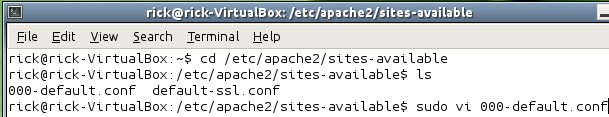 rick@rick-VirtualBox: /etc/apache2/sites-available
File Edit View Search Terminal Help
rick@rick-VirtualBox:~$ cd /etc/apache2/sites-available
rick@rick-VirtualBox:/etc/apache2/sites-available$ ls
000-default.conf  default-ssl.conf
rick@rick-VirtualBox:/etc/apache2/sites-available$ sudo vi 000-default.conf